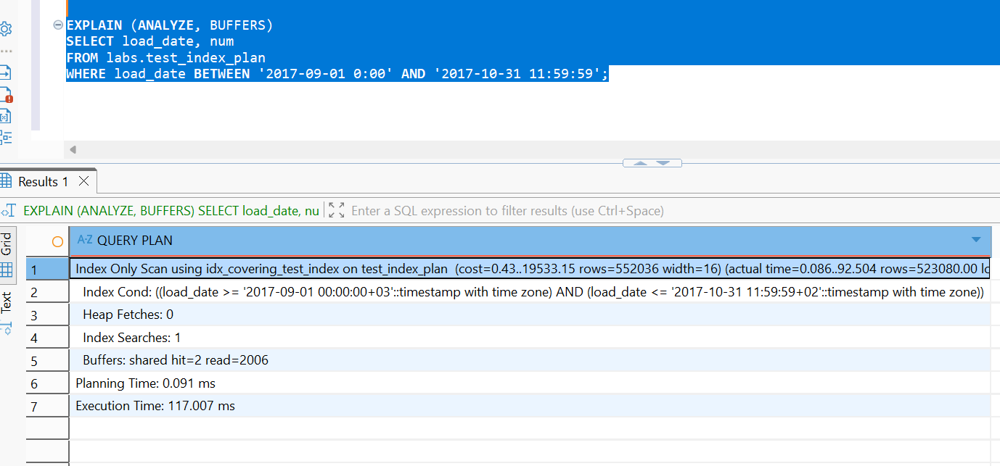 EXPLAIN (ANALYZE, BUFFERS)
SELECT load_date, num
FROM labs.test_index_plan
WHERE load_date BETWEEN '2017-09-01 0:00' AND '2017-10-31 11:59:59';
Results 1
EXPLAIN (ANALYZE, BUFFERS) SELECT load_date, nu
Enter a SQL expression to filter results (use Ctrl+Space)
Grid
Text
A-Z QUERY PLAN
1 Index Only Scan using idx_covering_test_index on test_index_plan (cost=0.43..19533.15 rows=552036 width=16) (actual time=0.086..92.504 rows=523080.00 lo
2 Index Cond: ((load_date >= '2017-09-01 00:00:00+03'::timestamp with time zone) AND (load_date <= '2017-10-31 11:59:59+02'::timestamp with time zone))
3 Heap Fetches: 0
4 Index Searches: 1
5 Buffers: shared hit=2 read=2006
6 Planning Time: 0.091 ms
7 Execution Time: 117.007 ms